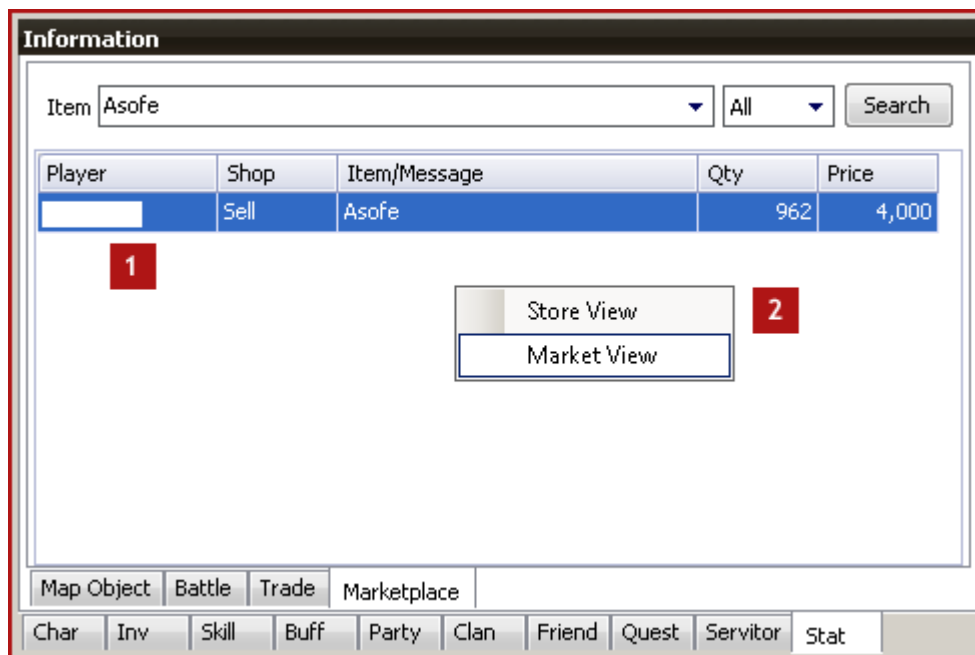 Information
Item Asofe All Search
Player Shop Item/Message Qty Price
Sell Asofe 962 4,000
1
Store View 2
Market View
Map Object Battle Trade Marketplace
Char Inv Skill Buff Party Clan Friend Quest Servitor Stat